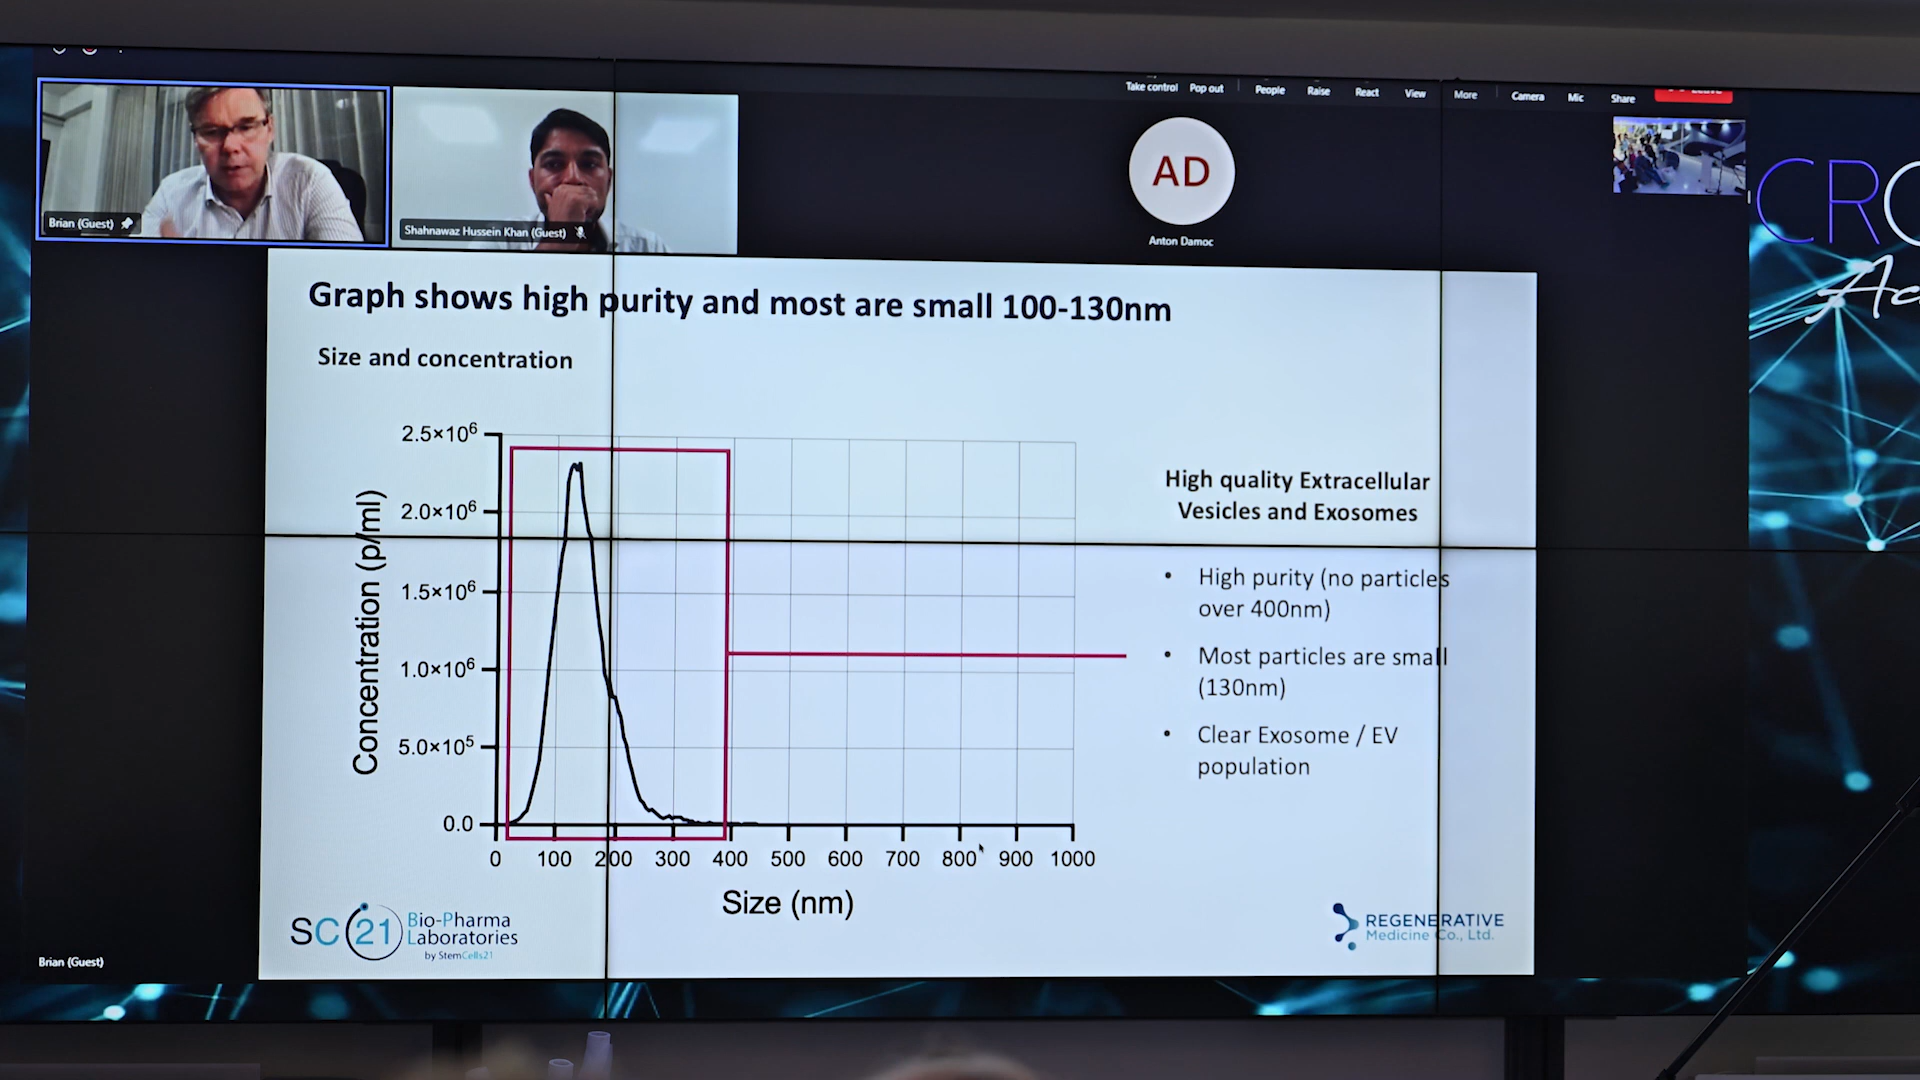 Take control Pop out People Raise React View More Camera Mic Share
Brian (Guest)
Shahnawaz Hussein Khan (Guest)
AD
Anton Damoc
Graph shows high purity and most are small 100-130nm
Size and concentration
2.5×10⁶
2.0×10⁶
1.5×10⁶
1.0×10⁶
5.0×10⁵
0.0
Concentration (p/ml)
0 100 200 300 400 500 600 700 800 900 1000
Size (nm)
High quality Extracellular
Vesicles and Exosomes
• High purity (no particles
over 400nm)
• Most particles are small
(130nm)
• Clear Exosome / EV
population
SC21 Bio-Pharma
Laboratories
by StemCells21
REGENERATIVE
Medicine Co., Ltd.
Brian (Guest)